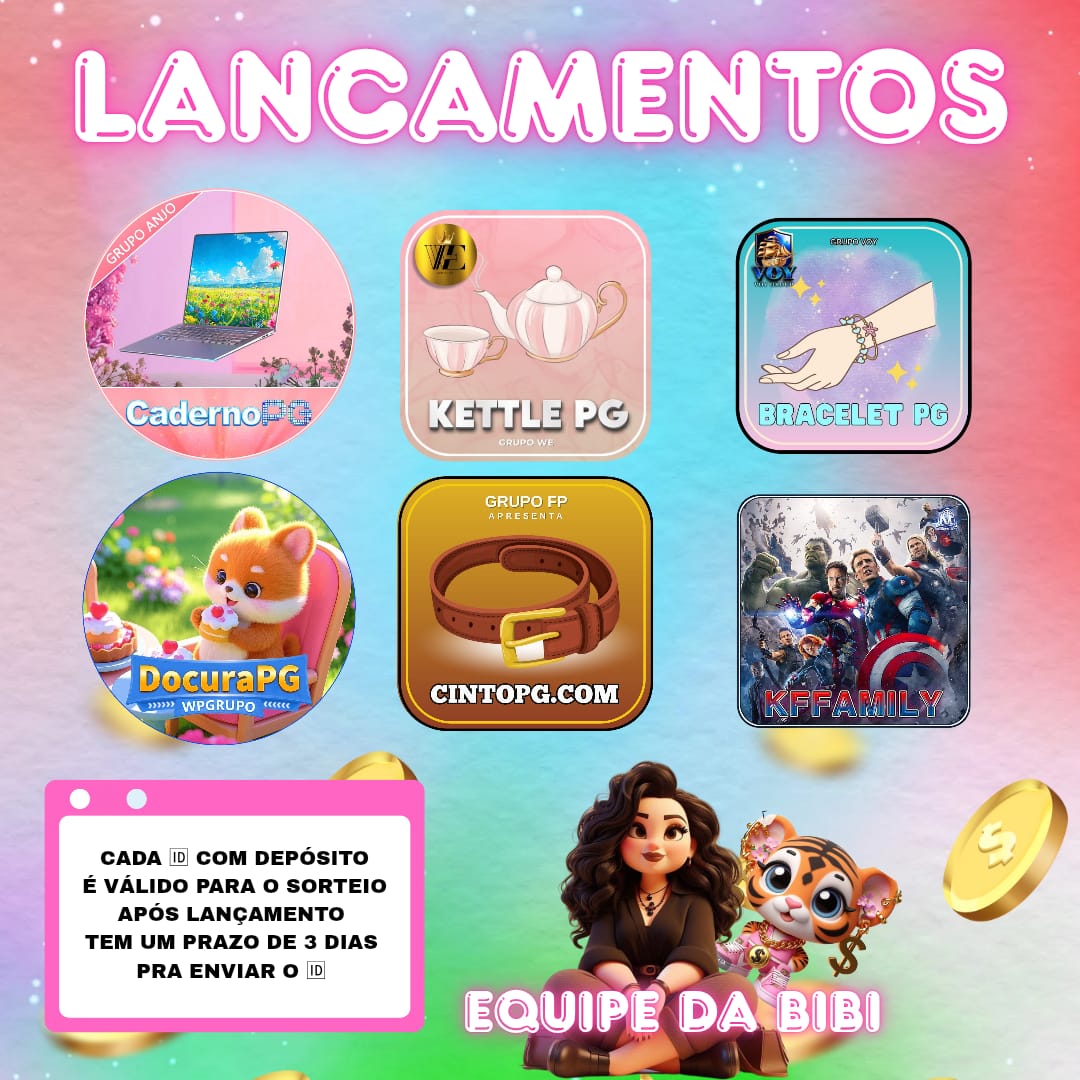 LANCAMENTOS
GRUPO ANJO
CadernoPG
WE
KETTLE PG
GRUPO WE
GRUPO VOY
VOY
BRACELET PG
DocuraPG
WPGRUPO
GRUPO FP
APRESENTA
CINTOPG.COM
KFFAMILY
CADA 🆔 COM DEPÓSITO
É VÁLIDO PARA O SORTEIO
APÓS LANÇAMENTO
TEM UM PRAZO DE 3 DIAS
PRA ENVIAR O 🆔
EQUIPE DA BIBI